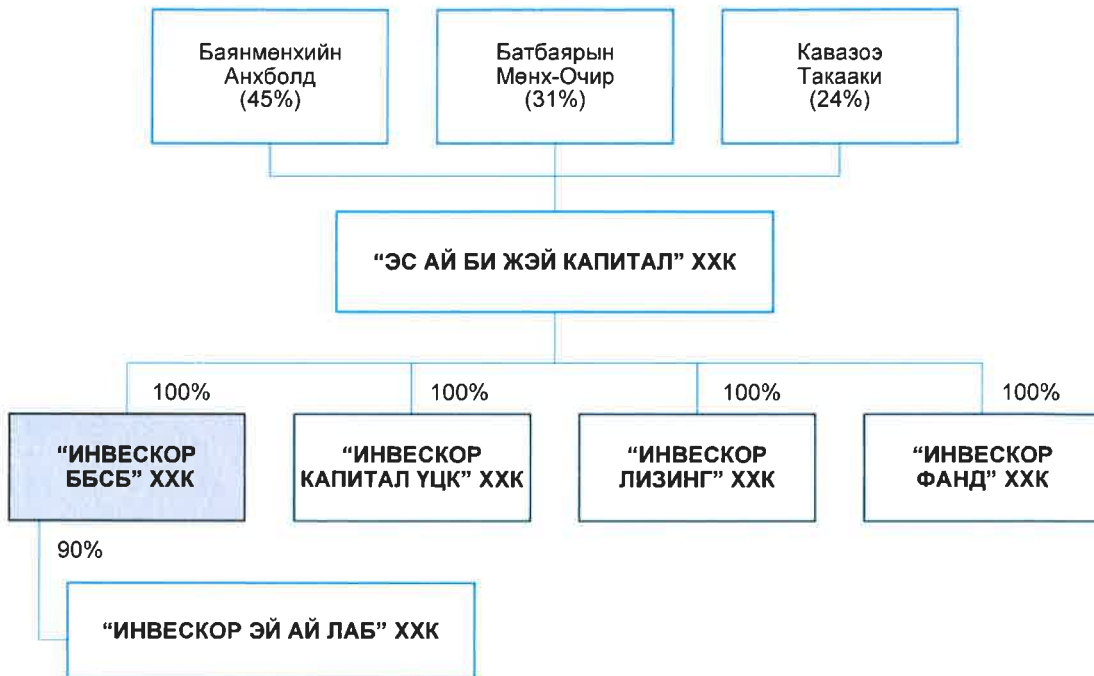 Баянмөнхийн
Анхболд
(45%)
Батбаярын
Мөнх-Очир
(31%)
Кавазоэ
Такааки
(24%)
“ЭС АЙ БИ ЖЭЙ КАПИТАЛ” ХХК
100%
100%
100%
100%
“ИНВЕСКОР
ББСБ” ХХК
“ИНВЕСКОР
КАПИТАЛ ҮЦК” ХХК
“ИНВЕСКОР
ЛИЗИНГ” ХХК
“ИНВЕСКОР
ФАНД” ХХК
90%
“ИНВЕСКОР ЭЙ АЙ ЛАБ” ХХК